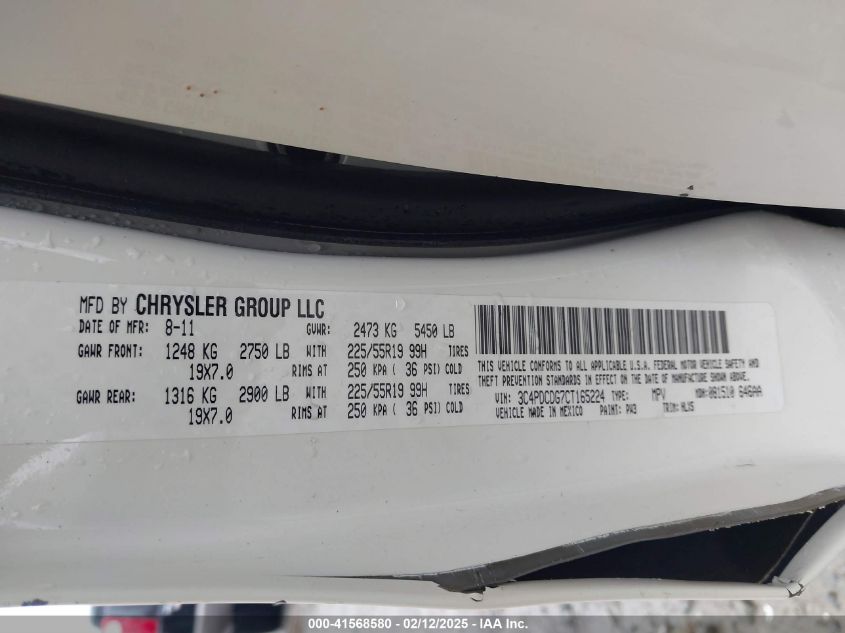 MFD BY CHRYSLER GROUP LLC
DATE OF MFR: 8-11 GVWR: 2473 KG 5450 LB
GAWR FRONT: 1248 KG 2750 LB WITH 225/55R19 99H TIRES
19X7.0 RIMS AT 250 KPA ( 36 PSI) COLD
GAWR REAR: 1316 KG 2900 LB WITH 225/55R19 99H TIRES
19X7.0 RIMS AT 250 KPA ( 36 PSI) COLD
THIS VEHICLE CONFORMS TO ALL APPLICABLE U.S.A. FEDERAL MOTOR VEHICLE SAFETY AND
THEFT PREVENTION STANDARDS IN EFFECT ON THE DATE OF MANUFACTURE SHOWN ABOVE.
VIN: 3C4PDCDG7CT165224 TYPE: MPV MDH: 081510 646AA
VEHICLE MADE IN MEXICO PAINT: PW3 TRIM: HLX5
000-41568580 - 02/12/2025 - IAA Inc.